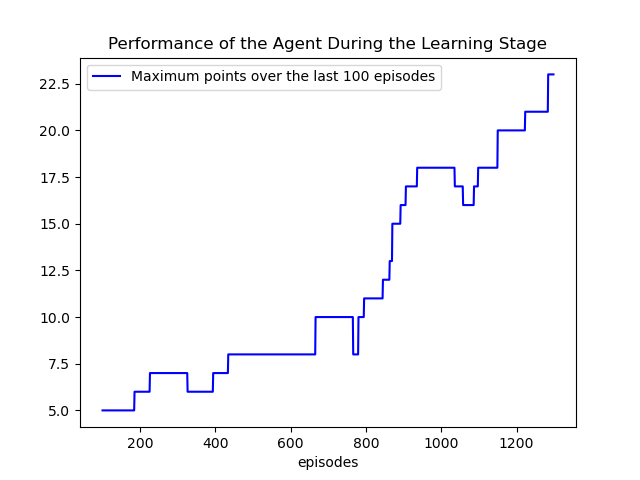 Performance of the Agent During the Learning Stage
Maximum points over the last 100 episodes
22.5
20.0
17.5
15.0
12.5
10.0
7.5
5.0
200 400 600 800 1000 1200
episodes